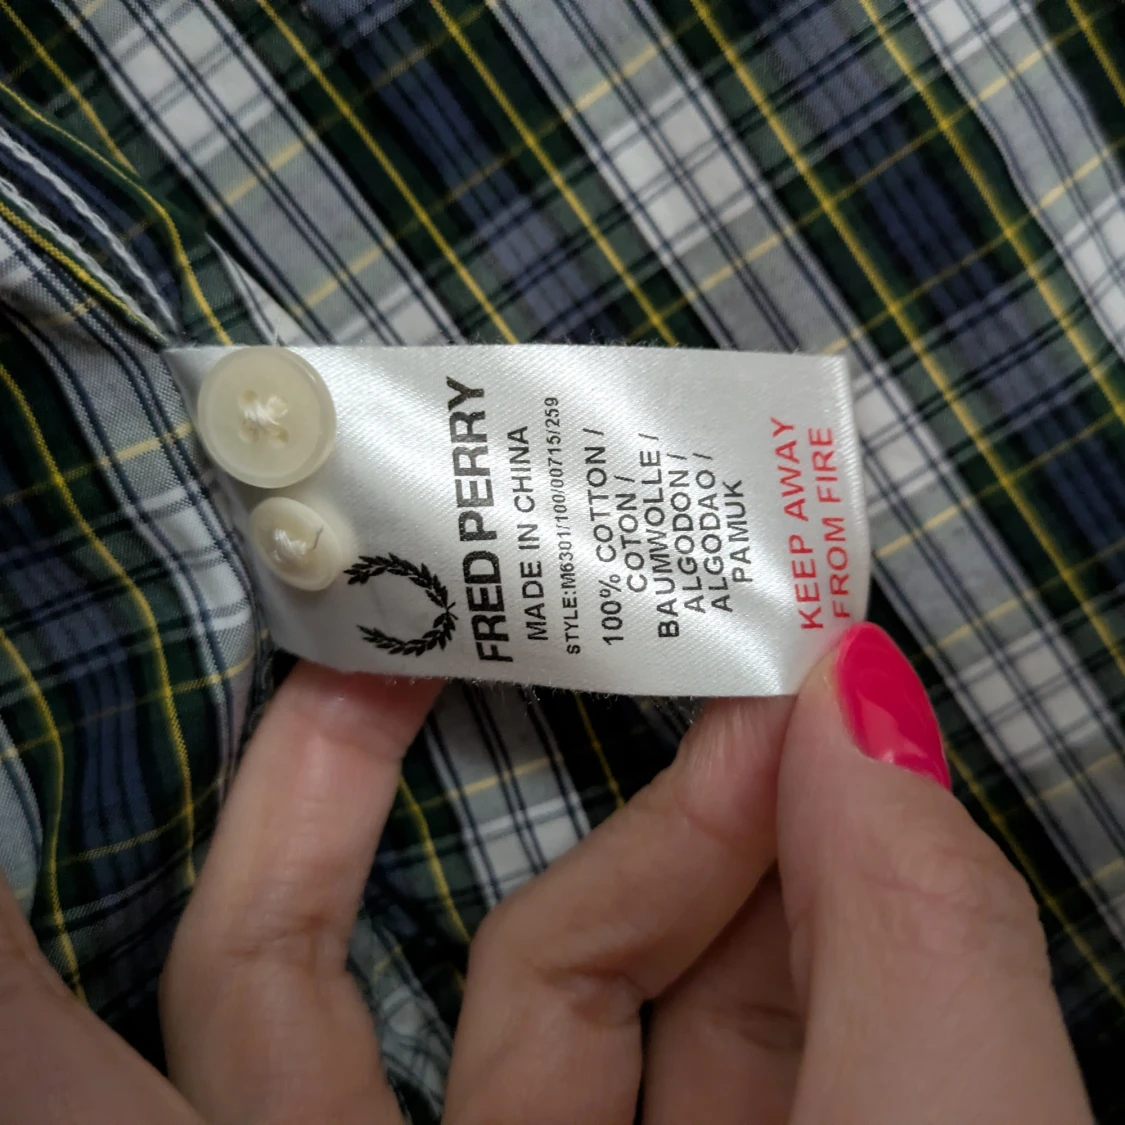 FRED PERRY
MADE IN CHINA
STYLE:M6301/100/00715/259
100% COTTON /
COTON /
BAUMWOLLE /
ALGODON /
ALGODAO /
PAMUK
KEEP AWAY
FROM FIRE